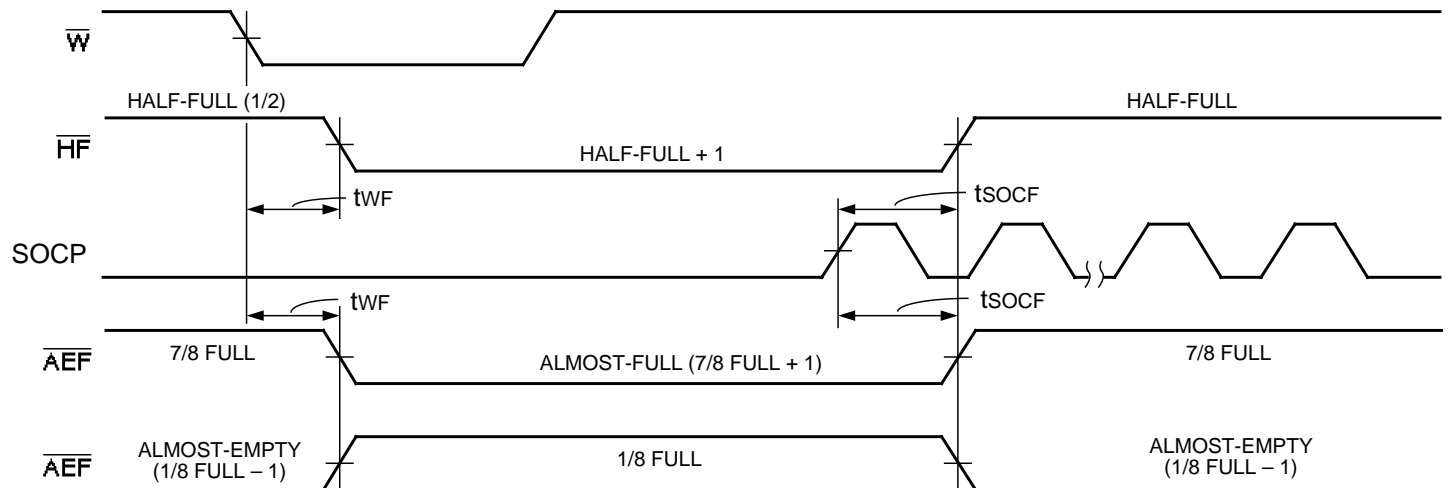 W
HALF-FULL (1/2)
HALF-FULL
HF
HALF-FULL + 1
tWF
tSOCF
SOCP
tWF
tSOCF
AEF
7/8 FULL
ALMOST-FULL (7/8 FULL + 1)
7/8 FULL
AEF
ALMOST-EMPTY
(1/8 FULL – 1)
1/8 FULL
ALMOST-EMPTY
(1/8 FULL – 1)